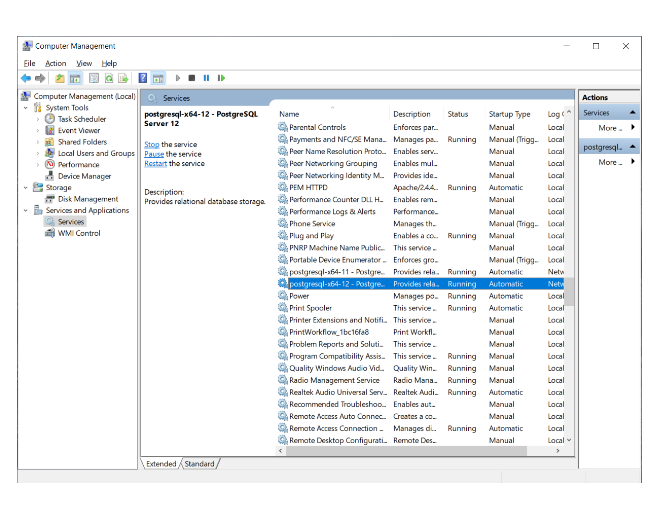 Computer Management
File Action View Help
Computer Management (Local)
System Tools
Task Scheduler
Event Viewer
Shared Folders
Local Users and Groups
Performance
Device Manager
Storage
Disk Management
Services and Applications
Services
WMI Control
Services
postgresql-x64-12 - PostgreSQL
Server 12
Stop the service
Pause the service
Restart the service
Description:
Provides relational database storage.
Name Description Status Startup Type Log
Parental Controls Enforces par... Manual Local
Payments and NFC/SE Mana... Manages pa... Running Manual (Trigg... Local
Peer Name Resolution Proto... Enables serv... Manual Local
Peer Networking Grouping Enables mul... Manual Local
Peer Networking Identity M... Provides ide... Manual Local
PEM HTTPD Apache/2.4.4... Running Automatic Local
Performance Counter DLL H... Enables rem... Manual Local
Performance Logs & Alerts Performance... Manual Local
Phone Service Manages th... Manual (Trigg... Local
Plug and Play Enables a co... Running Manual Local
PNRP Machine Name Public... This service ... Manual Local
Portable Device Enumerator ... Enforces gro... Manual (Trigg... Local
postgresql-x64-11 - Postgre... Provides rela... Running Automatic Netw
postgresql-x64-12 - Postgre... Provides rela... Running Automatic Netw
Power Manages po... Running Automatic Local
Print Spooler This service ... Running Automatic Local
Printer Extensions and Notifi... This service ... Manual Local
PrintWorkflow_1bc16fa8 Print Workfl... Manual Local
Problem Reports and Soluti... This service ... Manual Local
Program Compatibility Assis... This service ... Running Manual Local
Quality Windows Audio Vid... Quality Win... Running Manual Local
Radio Management Service Radio Mana... Running Manual Local
Realtek Audio Universal Serv... Realtek Audi... Running Automatic Local
Recommended Troubleshoo... Enables aut... Manual Local
Remote Access Auto Connec... Creates a co... Manual Local
Remote Access Connection ... Manages di... Running Automatic Local
Remote Desktop Configurati... Remote Des... Manual Local
Extended Standard
Actions
Services
More ...
postgresql...
More ...